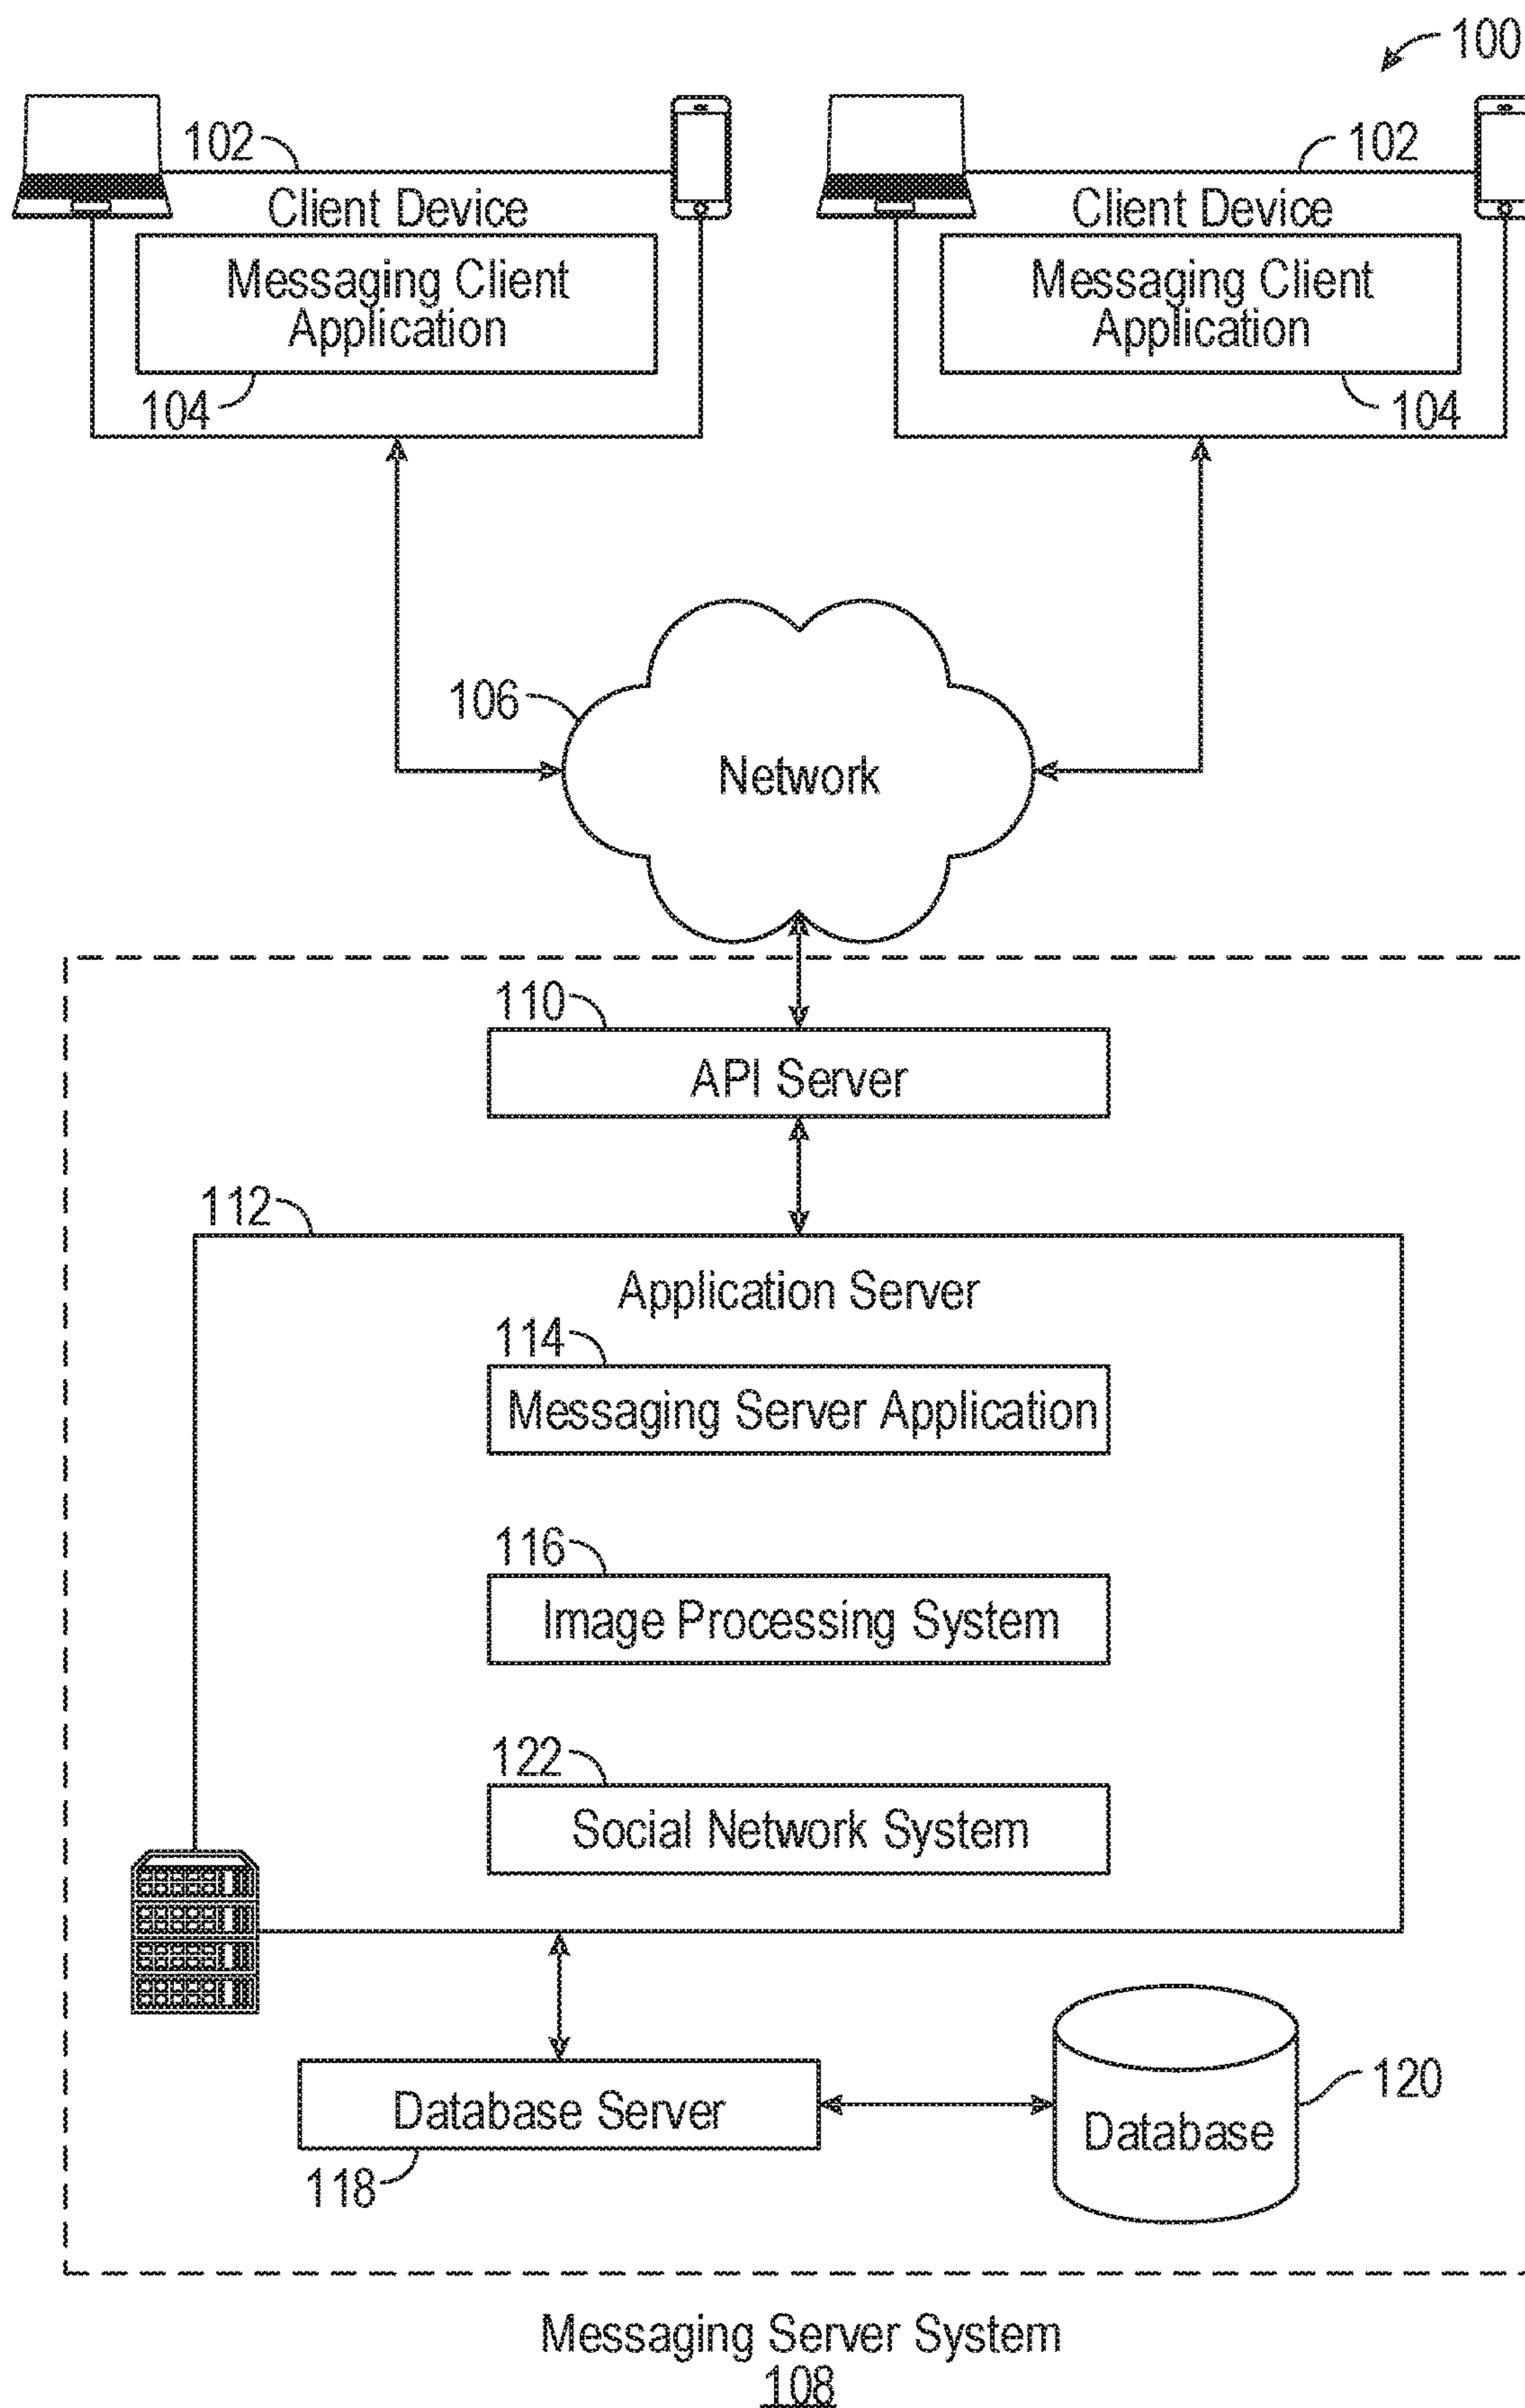 100
102
102
Client Device
Client Device
Messaging Client
Application
Messaging Client
Application
104
104
106
Network
110
API Server
112
Application Server
114
Messaging Server Application
116
Image Processing System
122
Social Network System
Database Server
118
Database
120
Messaging Server System
108